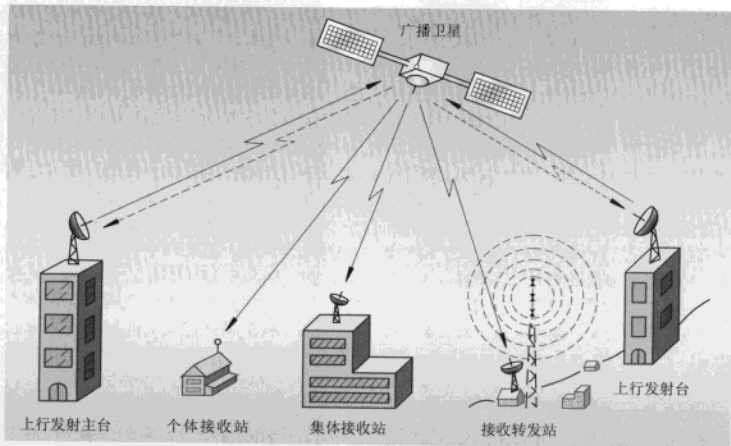 广播卫星
上行发射主台
个体接收站
集体接收站
接收转发站
上行发射台